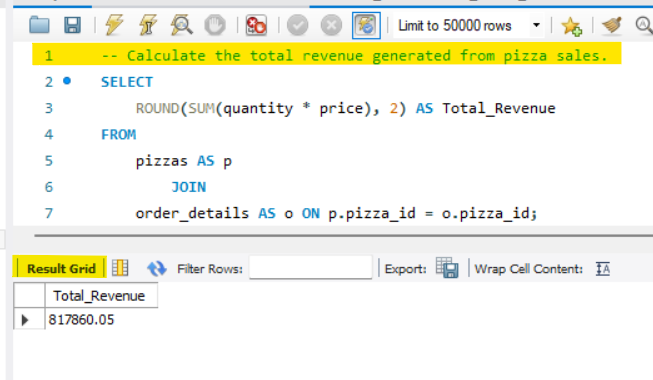 Limit to 50000 rows
1 -- Calculate the total revenue generated from pizza sales.
2 SELECT
3 ROUND(SUM(quantity * price), 2) AS Total_Revenue
4 FROM
5 pizzas AS p
6 JOIN
7 order_details AS o ON p.pizza_id = o.pizza_id;
Result Grid Filter Rows: Export: Wrap Cell Content:
Total_Revenue
817860.05